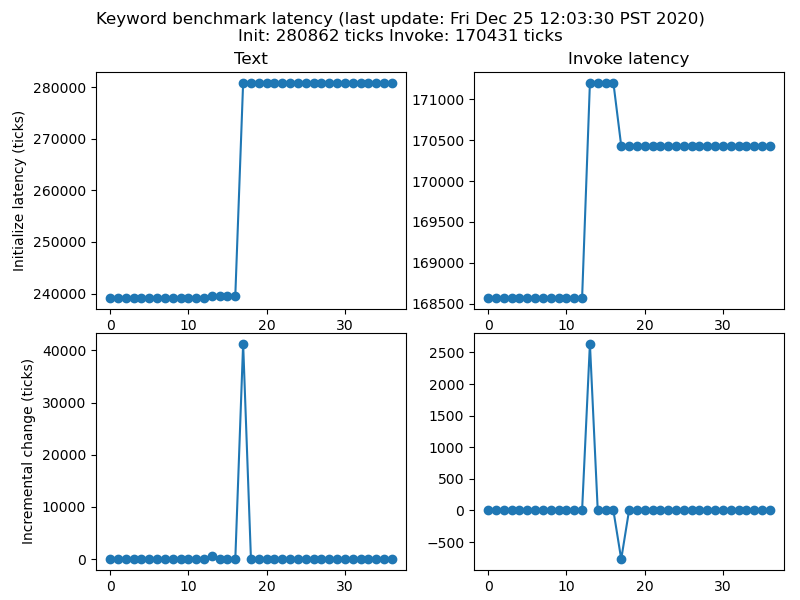 Keyword benchmark latency (last update: Fri Dec 25 12:03:30 PST 2020)
Init: 280862 ticks Invoke: 170431 ticks
Text
Initialize latency (ticks)
280000
270000
260000
250000
240000
0 10 20 30
Invoke latency
171000
170500
170000
169500
169000
168500
0 10 20 30
Incremental change (ticks)
40000
30000
20000
10000
0
0 10 20 30
2500
2000
1500
1000
500
0
−500
0 10 20 30